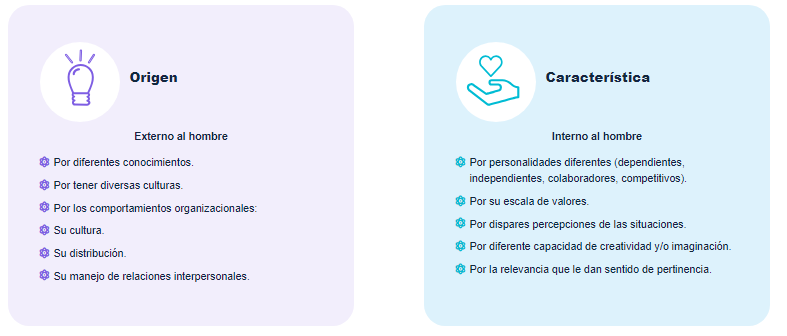 Origen
Externo al hombre
Por diferentes conocimientos.
Por tener diversas culturas.
Por los comportamientos organizacionales:
Su cultura.
Su distribución.
Su manejo de relaciones interpersonales.
Característica
Interno al hombre
Por personalidades diferentes (dependientes,
independientes, colaboradores, competitivos).
Por su escala de valores.
Por dispares percepciones de las situaciones.
Por diferente capacidad de creatividad y/o imaginación.
Por la relevancia que le dan sentido de pertinencia.